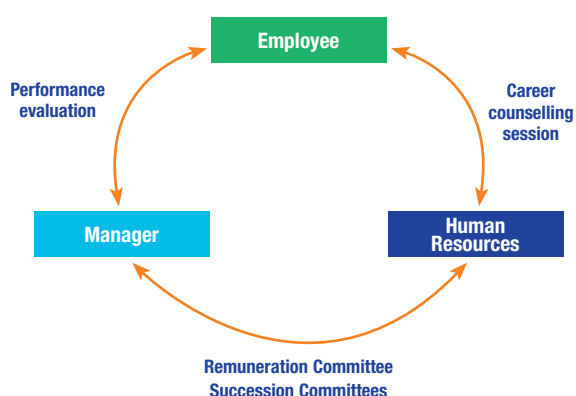 Employee
Performance
evaluation
Career
counselling
session
Manager
Human
Resources
Remuneration Committee
Succession Committees